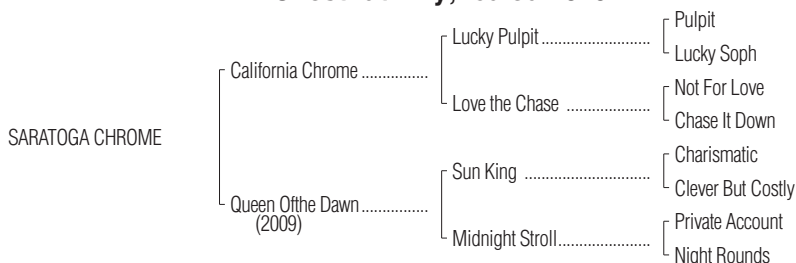 Pulpit
Lucky Pulpit
Lucky Soph
California Chrome
Not For Love
Love the Chase
Chase It Down
SARATOGA CHROME
Charismatic
Sun King
Clever But Costly
Queen Ofthe Dawn
(2009)
Private Account
Midnight Stroll
Night Rounds